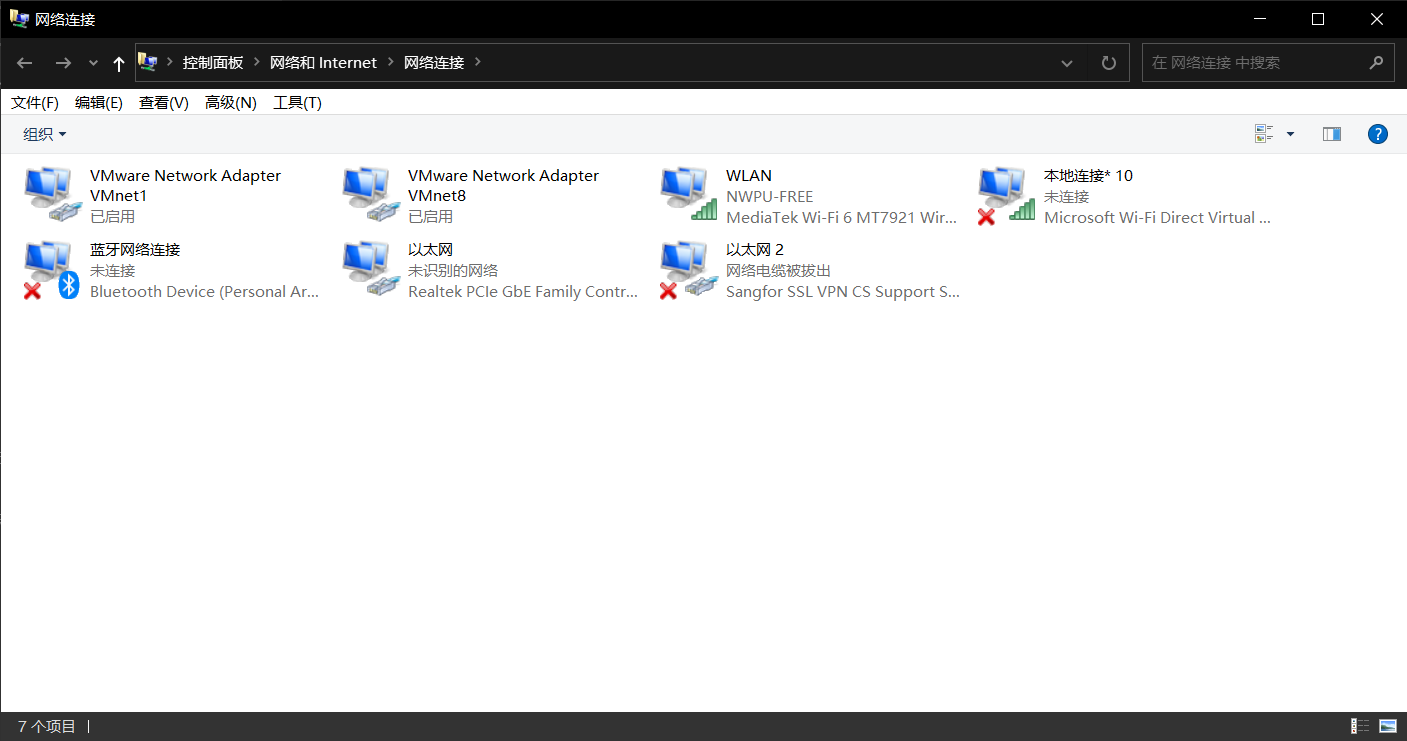 网络连接
控制面板 网络和 Internet 网络连接
在 网络连接 中搜索
文件(F) 编辑(E) 查看(V) 高级(N) 工具(T)
组织
VMware Network Adapter
VMnet1
已启用
VMware Network Adapter
VMnet8
已启用
WLAN
NWPU-FREE
MediaTek Wi-Fi 6 MT7921 Wir...
本地连接* 10
未连接
Microsoft Wi-Fi Direct Virtual ...
蓝牙网络连接
未连接
Bluetooth Device (Personal Ar...
以太网
未识别的网络
Realtek PCIe GbE Family Contr...
以太网 2
网络电缆被拔出
Sangfor SSL VPN CS Support S...
7 个项目